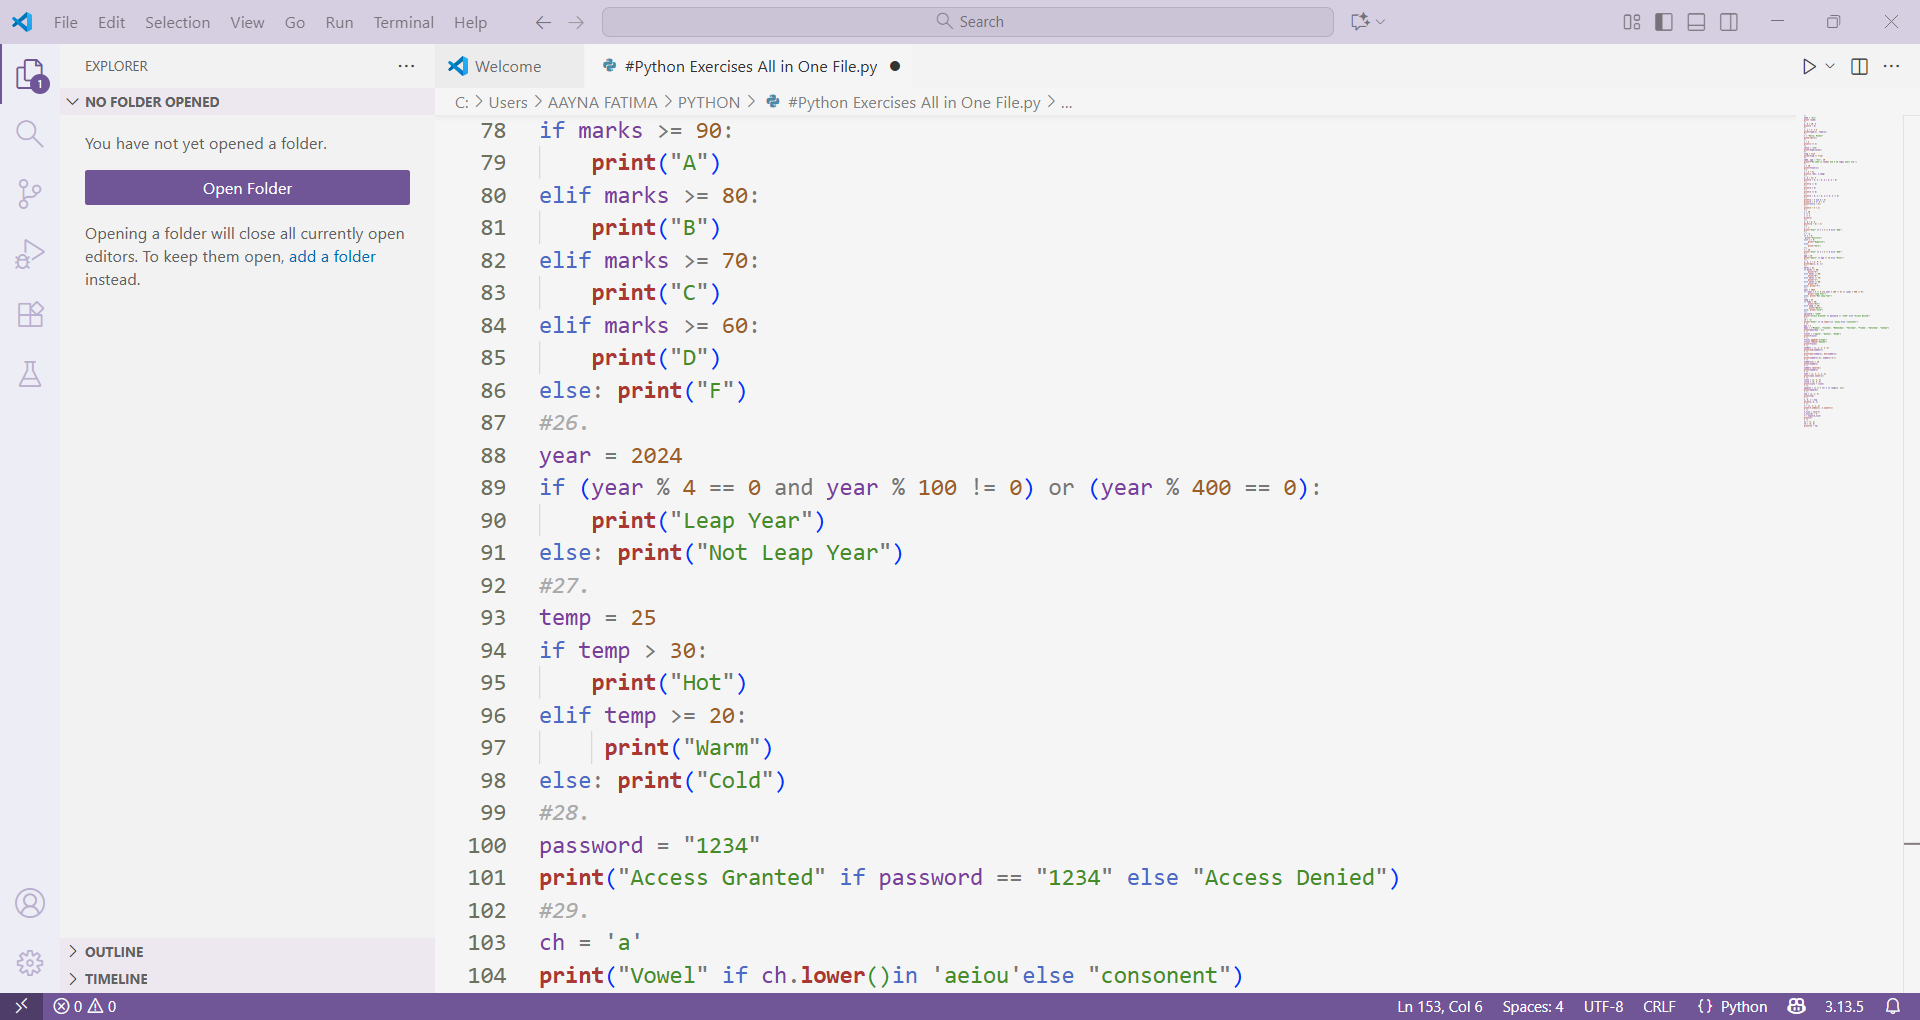 File Edit Selection View Go Run Terminal Help Search
EXPLORER
1
NO FOLDER OPENED
You have not yet opened a folder.
Open Folder
Opening a folder will close all currently open
editors. To keep them open, add a folder
instead.
OUTLINE
TIMELINE
Welcome #Python Exercises All in One File.py
C: > Users > AAYNA FATIMA > PYTHON > #Python Exercises All in One File.py > ...
78 if marks >= 90:
79     print("A")
80 elif marks >= 80:
81     print("B")
82 elif marks >= 70:
83     print("C")
84 elif marks >= 60:
85     print("D")
86 else: print("F")
87 #26.
88 year = 2024
89 if (year % 4 == 0 and year % 100 != 0) or (year % 400 == 0):
90     print("Leap Year")
91 else: print("Not Leap Year")
92 #27.
93 temp = 25
94 if temp > 30:
95     print("Hot")
96 elif temp >= 20:
97      print("Warm")
98 else: print("Cold")
99 #28.
100 password = "1234"
101 print("Access Granted" if password == "1234" else "Access Denied")
102 #29.
103 ch = 'a'
104 print("Vowel" if ch.lower()in 'aeiou'else "consonent")
0 0 Ln 153, Col 6 Spaces: 4 UTF-8 CRLF {} Python 3.13.5